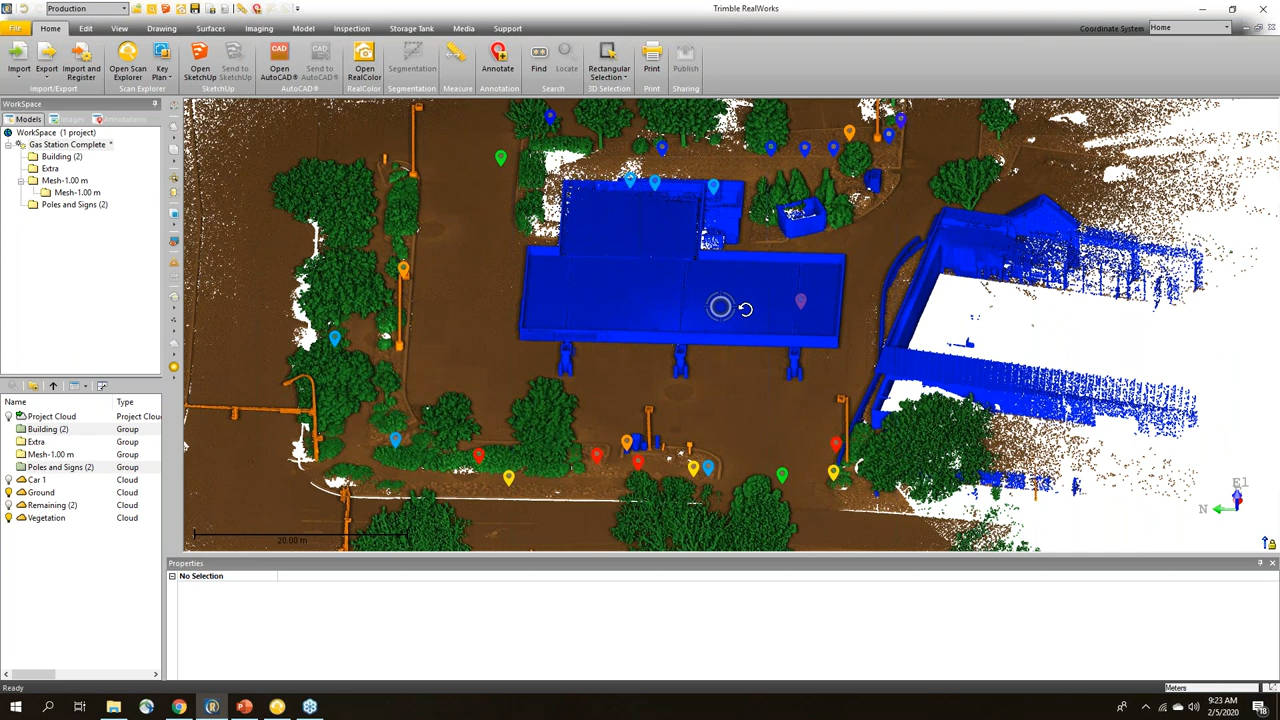 Production
Trimble RealWorks
File Home Edit View Drawing Surfaces Imaging Model Inspection Storage Tank Media Support
Coordinate System Home
Import Export Import and Register Open Scan Explorer Key Plan Open SketchUp Send to SketchUp Open AutoCAD® Send to AutoCAD® Open RealColor Segmentation Measure Annotate Find Locate Rectangular Selection Print Publish
Import/Export Scan Explorer SketchUp AutoCAD® RealColor Segmentation Measure Annotation Search 3D Selection Print Sharing
WorkSpace
Models Images Annotations
WorkSpace (1 project)
Gas Station Complete *
Building (2)
Extra
Mesh-1.00 m
Mesh-1.00 m
Poles and Signs (2)
Name Type
Project Cloud Project Clou
Building (2) Group
Extra Group
Mesh-1.00 m Group
Poles and Signs (2) Group
Car 1 Cloud
Ground Cloud
Remaining (2) Cloud
Vegetation Cloud
El
N
20.00 m
Properties
No Selection
Ready
Meters
9:23 AM
2/5/2020
18